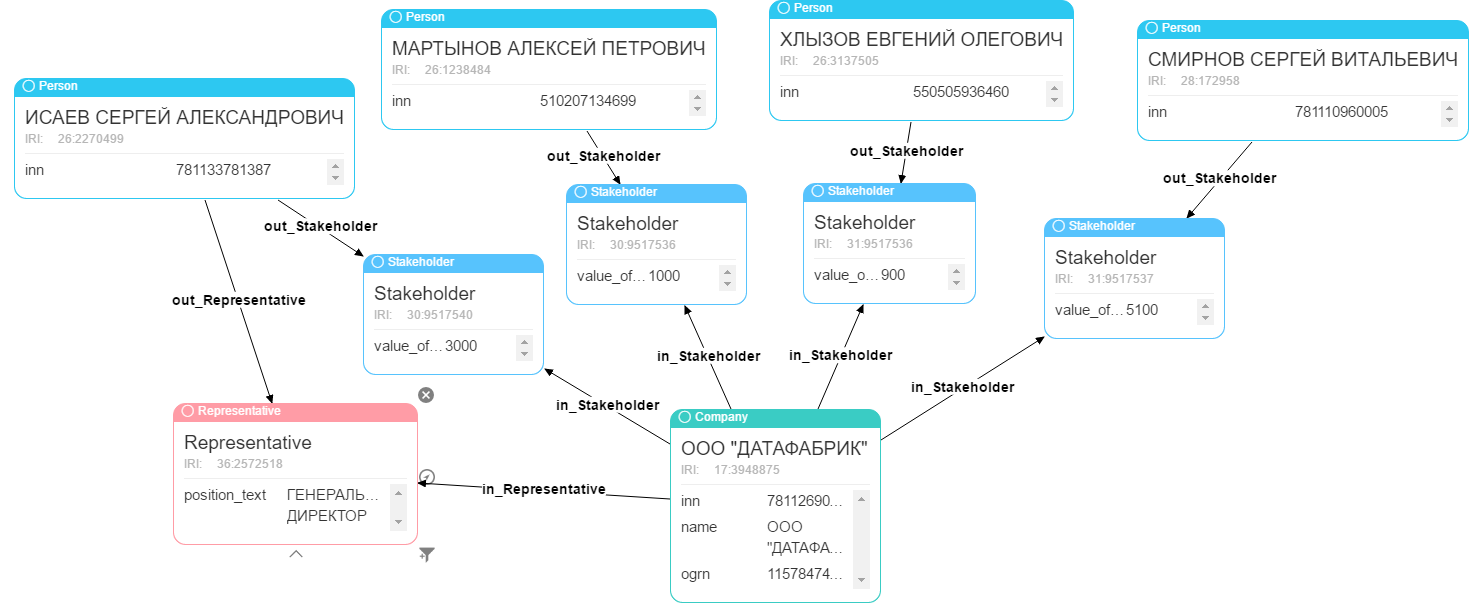 Person
МАРТЫНОВ АЛЕКСЕЙ ПЕТРОВИЧ
IRI: 26:1238484
inn 510207134699
Person
ХЛЫЗОВ ЕВГЕНИЙ ОЛЕГОВИЧ
IRI: 26:3137505
inn 550505936460
Person
СМИРНОВ СЕРГЕЙ ВИТАЛЬЕВИЧ
IRI: 28:172958
inn 781110960005
Person
ИСАЕВ СЕРГЕЙ АЛЕКСАНДРОВИЧ
IRI: 26:2270499
inn 781133781387
out_Stakeholder
out_Stakeholder
out_Stakeholder
out_Stakeholder
out_Representative
Stakeholder
Stakeholder
IRI: 30:9517536
value_of... 1000
Stakeholder
Stakeholder
IRI: 31:9517536
value_o... 900
Stakeholder
Stakeholder
IRI: 31:9517537
value_of... 5100
Stakeholder
Stakeholder
IRI: 30:9517540
value_of... 3000
in_Stakeholder
in_Stakeholder
in_Stakeholder
in_Stakeholder
in_Representative
Representative
Representative
IRI: 36:2572518
position_text ГЕНЕРАЛЬ...
ДИРЕКТОР
Company
ООО "ДАТАФАБРИК"
IRI: 17:3948875
inn 78112690...
name ООО
"ДАТАФА...
ogrn 11578474...